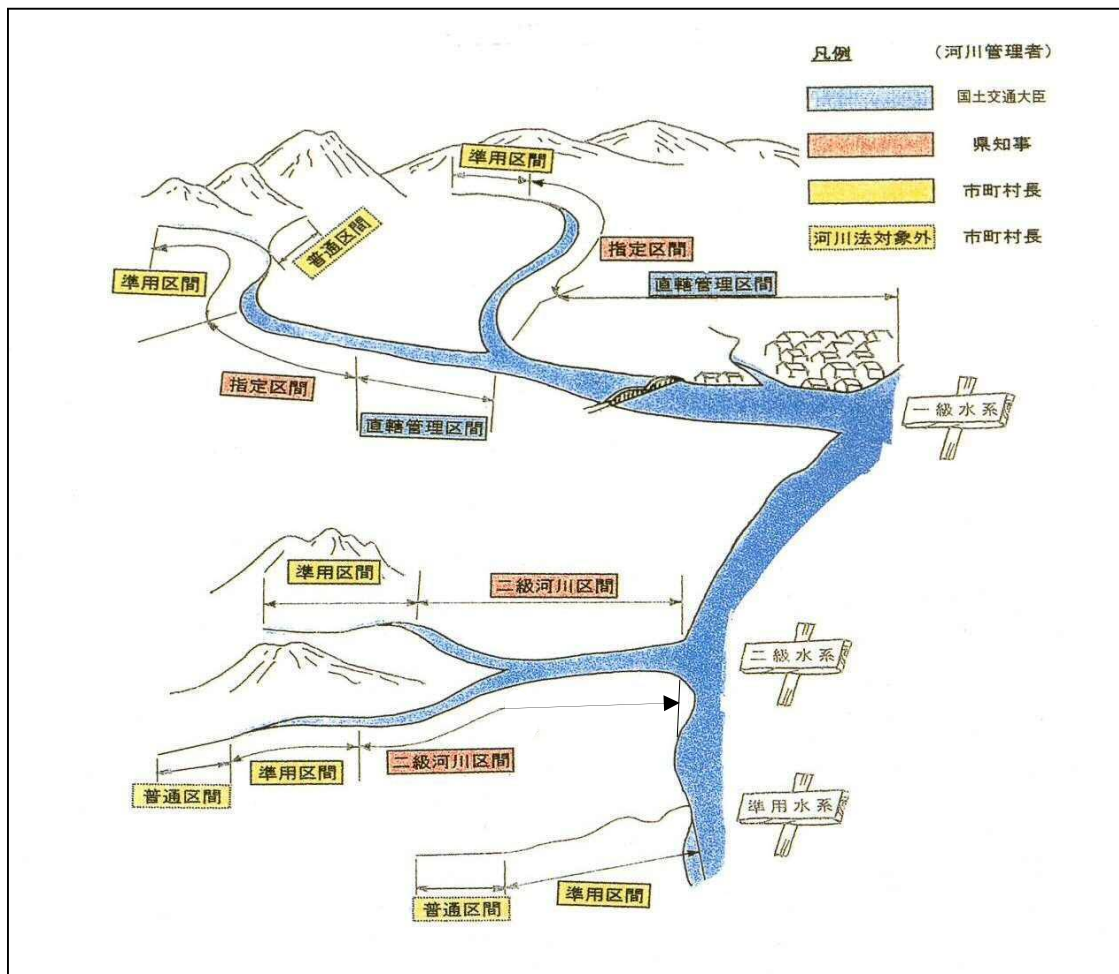 凡例 (河川管理者)
国土交通大臣
県知事
市町村長
河川法対象外 市町村長
準用区間
普通区間
指定区間
準用区間
直轄管理区間
指定区間
直轄管理区間
一級水系
準用区間
二級河川区間
二級水系
二級河川区間
準用区間
普通区間
準用水系
準用区間
普通区間